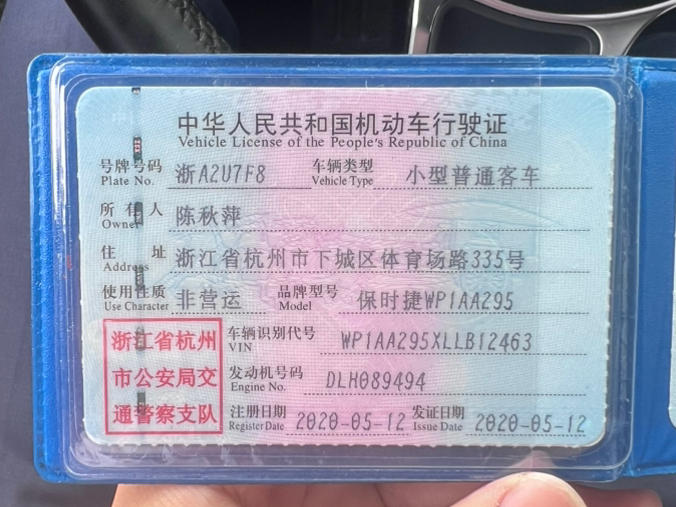 中华人民共和国机动车行驶证
Vehicle License of the People's Republic of China
号牌号码 Plate No. 浙A2U7F8 车辆类型 Vehicle Type 小型普通客车
所有人 Owner 陈秋萍
住址 Address 浙江省杭州市下城区体育场路335号
使用性质 Use Character 非营运 品牌型号 Model 保时捷WP1AA295
浙江省杭州 车辆识别代号 VIN WP1AA295XLLB12463
市公安局交 发动机号码 Engine No. DLH089494
通警察支队 注册日期 Register Date 2020-05-12 发证日期 Issue Date 2020-05-12